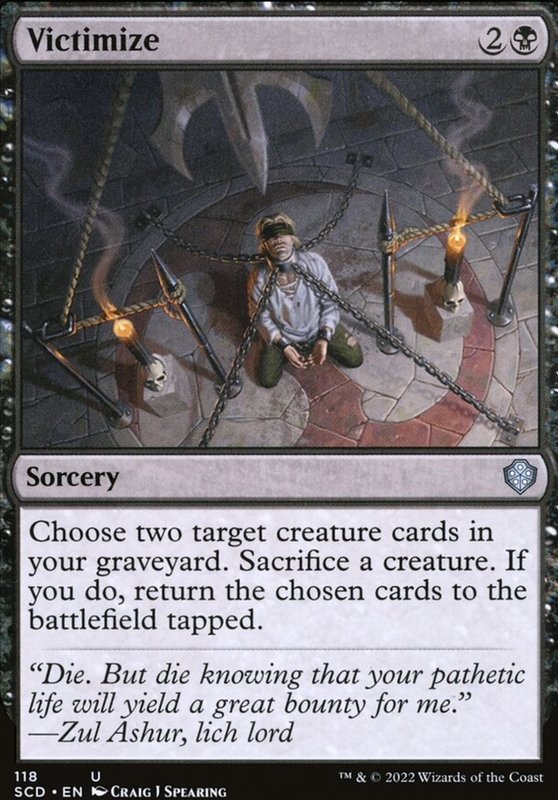 Victimize 2
Sorcery
Choose two target creature cards in
your graveyard. Sacrifice a creature. If
you do, return the chosen cards to the
battlefield tapped.
“Die. But die knowing that your pathetic
life will yield a great bounty for me.”
—Zul Ashur, lich lord
118 U
SCD • EN Craig J Spearing
™ & © 2022 Wizards of the Coast